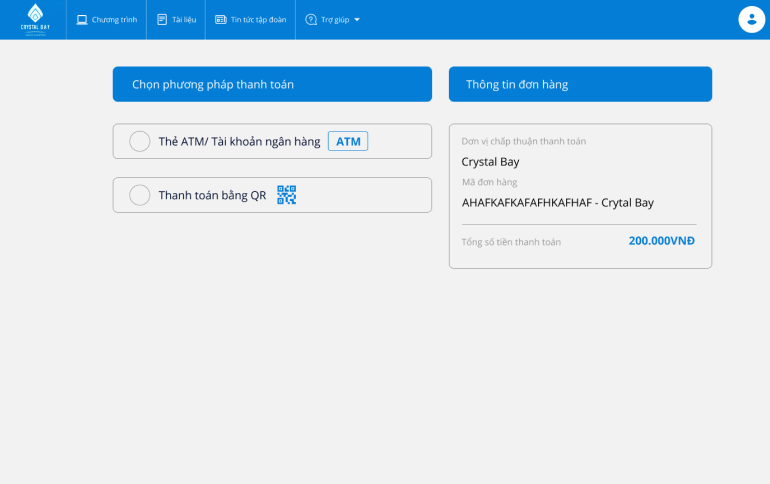 CRYSTAL BAY
Chương trình
Tài liệu
Tin tức tập đoàn
Trợ giúp
Chọn phương pháp thanh toán
Thông tin đơn hàng
Thẻ ATM/ Tài khoản ngân hàng ATM
Thanh toán bằng QR
Đơn vị chấp thuận thanh toán
Crystal Bay
Mã đơn hàng
AHAFKAFKAFAFHKAFHAF - Crytal Bay
Tổng số tiền thanh toán 200.000VNĐ